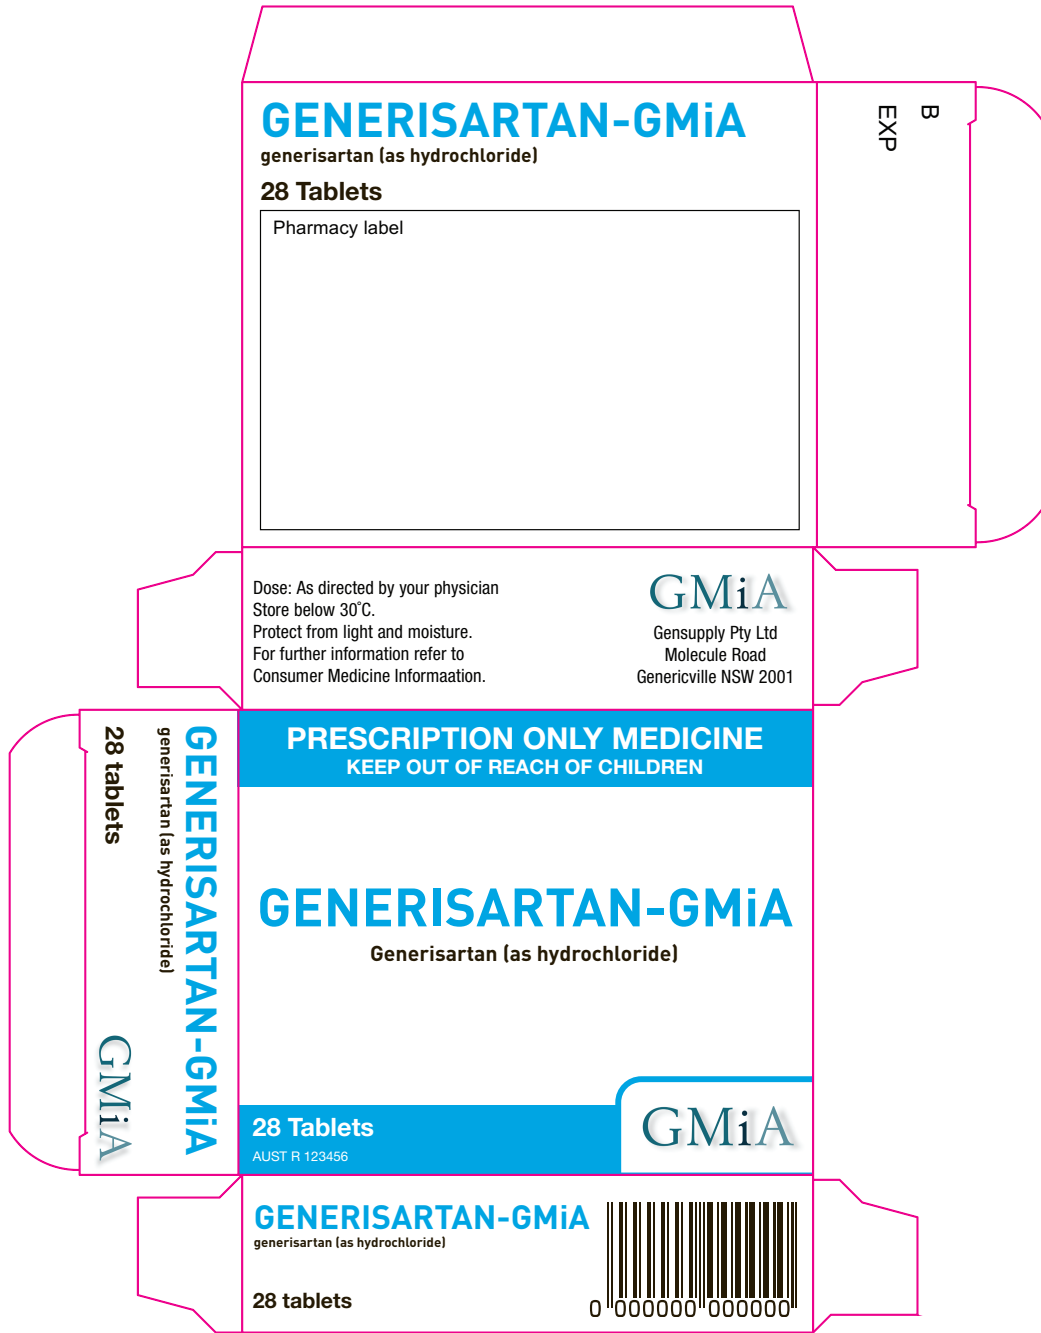 GENERISARTAN-GMiA
generisartan (as hydrochloride)
28 Tablets
Pharmacy label
B
EXP
Dose: As directed by your physician
Store below 30°C.
Protect from light and moisture.
For further information refer to
Consumer Medicine Informaation.
GMiA
Gensupply Pty Ltd
Molecule Road
Genericville NSW 2001
GENERISARTAN-GMiA
generisartan (as hydrochloride)
28 tablets
GMiA
PRESCRIPTION ONLY MEDICINE
KEEP OUT OF REACH OF CHILDREN
GENERISARTAN-GMiA
Generisartan (as hydrochloride)
28 Tablets
AUST R 123456
GMiA
GENERISARTAN-GMiA
generisartan (as hydrochloride)
28 tablets
0 000000 000000